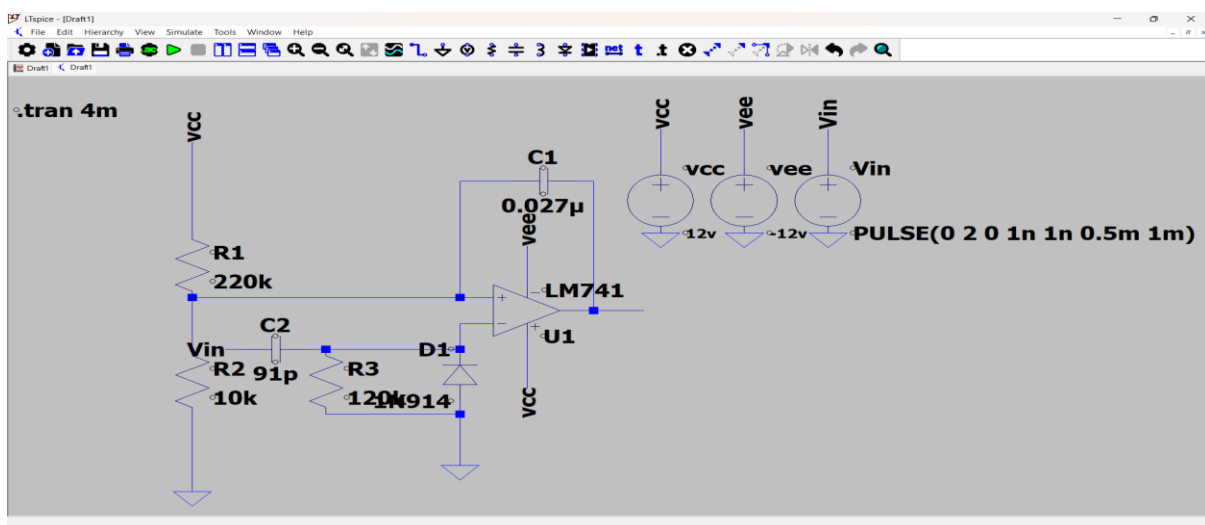 LTspice - [Draft1]
File Edit Hierarchy View Simulate Tools Window Help
Draft1 Draft1
.tran 4m
vcc
R1
220k
Vin
R2
10k
C2
91p
R3
120k
D1
1N914
C1
0.027µ
vee
LM741
U1
vcc
vcc
vcc
12v
vee
vee
-12v
Vin
Vin
PULSE(0 2 0 1n 1n 0.5m 1m)